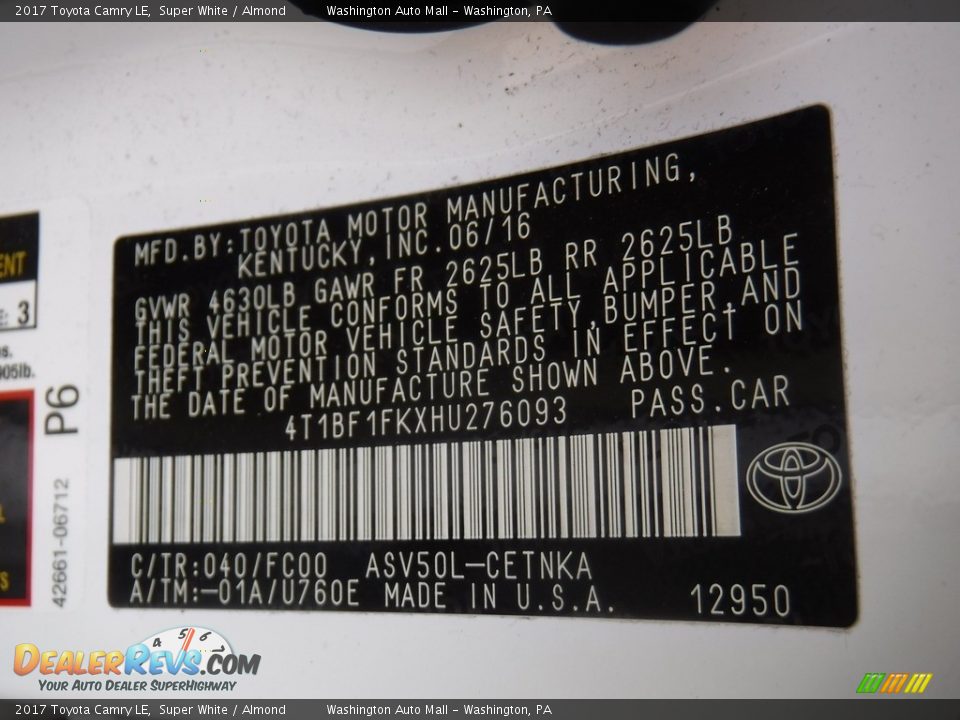 2017 Toyota Camry LE, Super White / Almond Washington Auto Mall - Washington, PA
MFD.BY:TOYOTA MOTOR MANUFACTURING,
KENTUCKY,INC.06/16
GVWR 4630LB GAWR FR 2625LB RR 2625LB
THIS VEHICLE CONFORMS TO ALL APPLICABLE
FEDERAL MOTOR VEHICLE SAFETY,BUMPER,AND
THEFT PREVENTION STANDARDS IN EFFECT ON
THE DATE OF MANUFACTURE SHOWN ABOVE.
4T1BF1FKXHU276093 PASS.CAR
C/TR:040/FC00 ASV50L-CETNKA
A/TM:-01A/U760E MADE IN U.S.A. 12950
3
P6
42661-06712
4 5 6
DEALERREVS.COM
YOUR AUTO DEALER SUPERHIGHWAY
2017 Toyota Camry LE, Super White / Almond Washington Auto Mall - Washington, PA